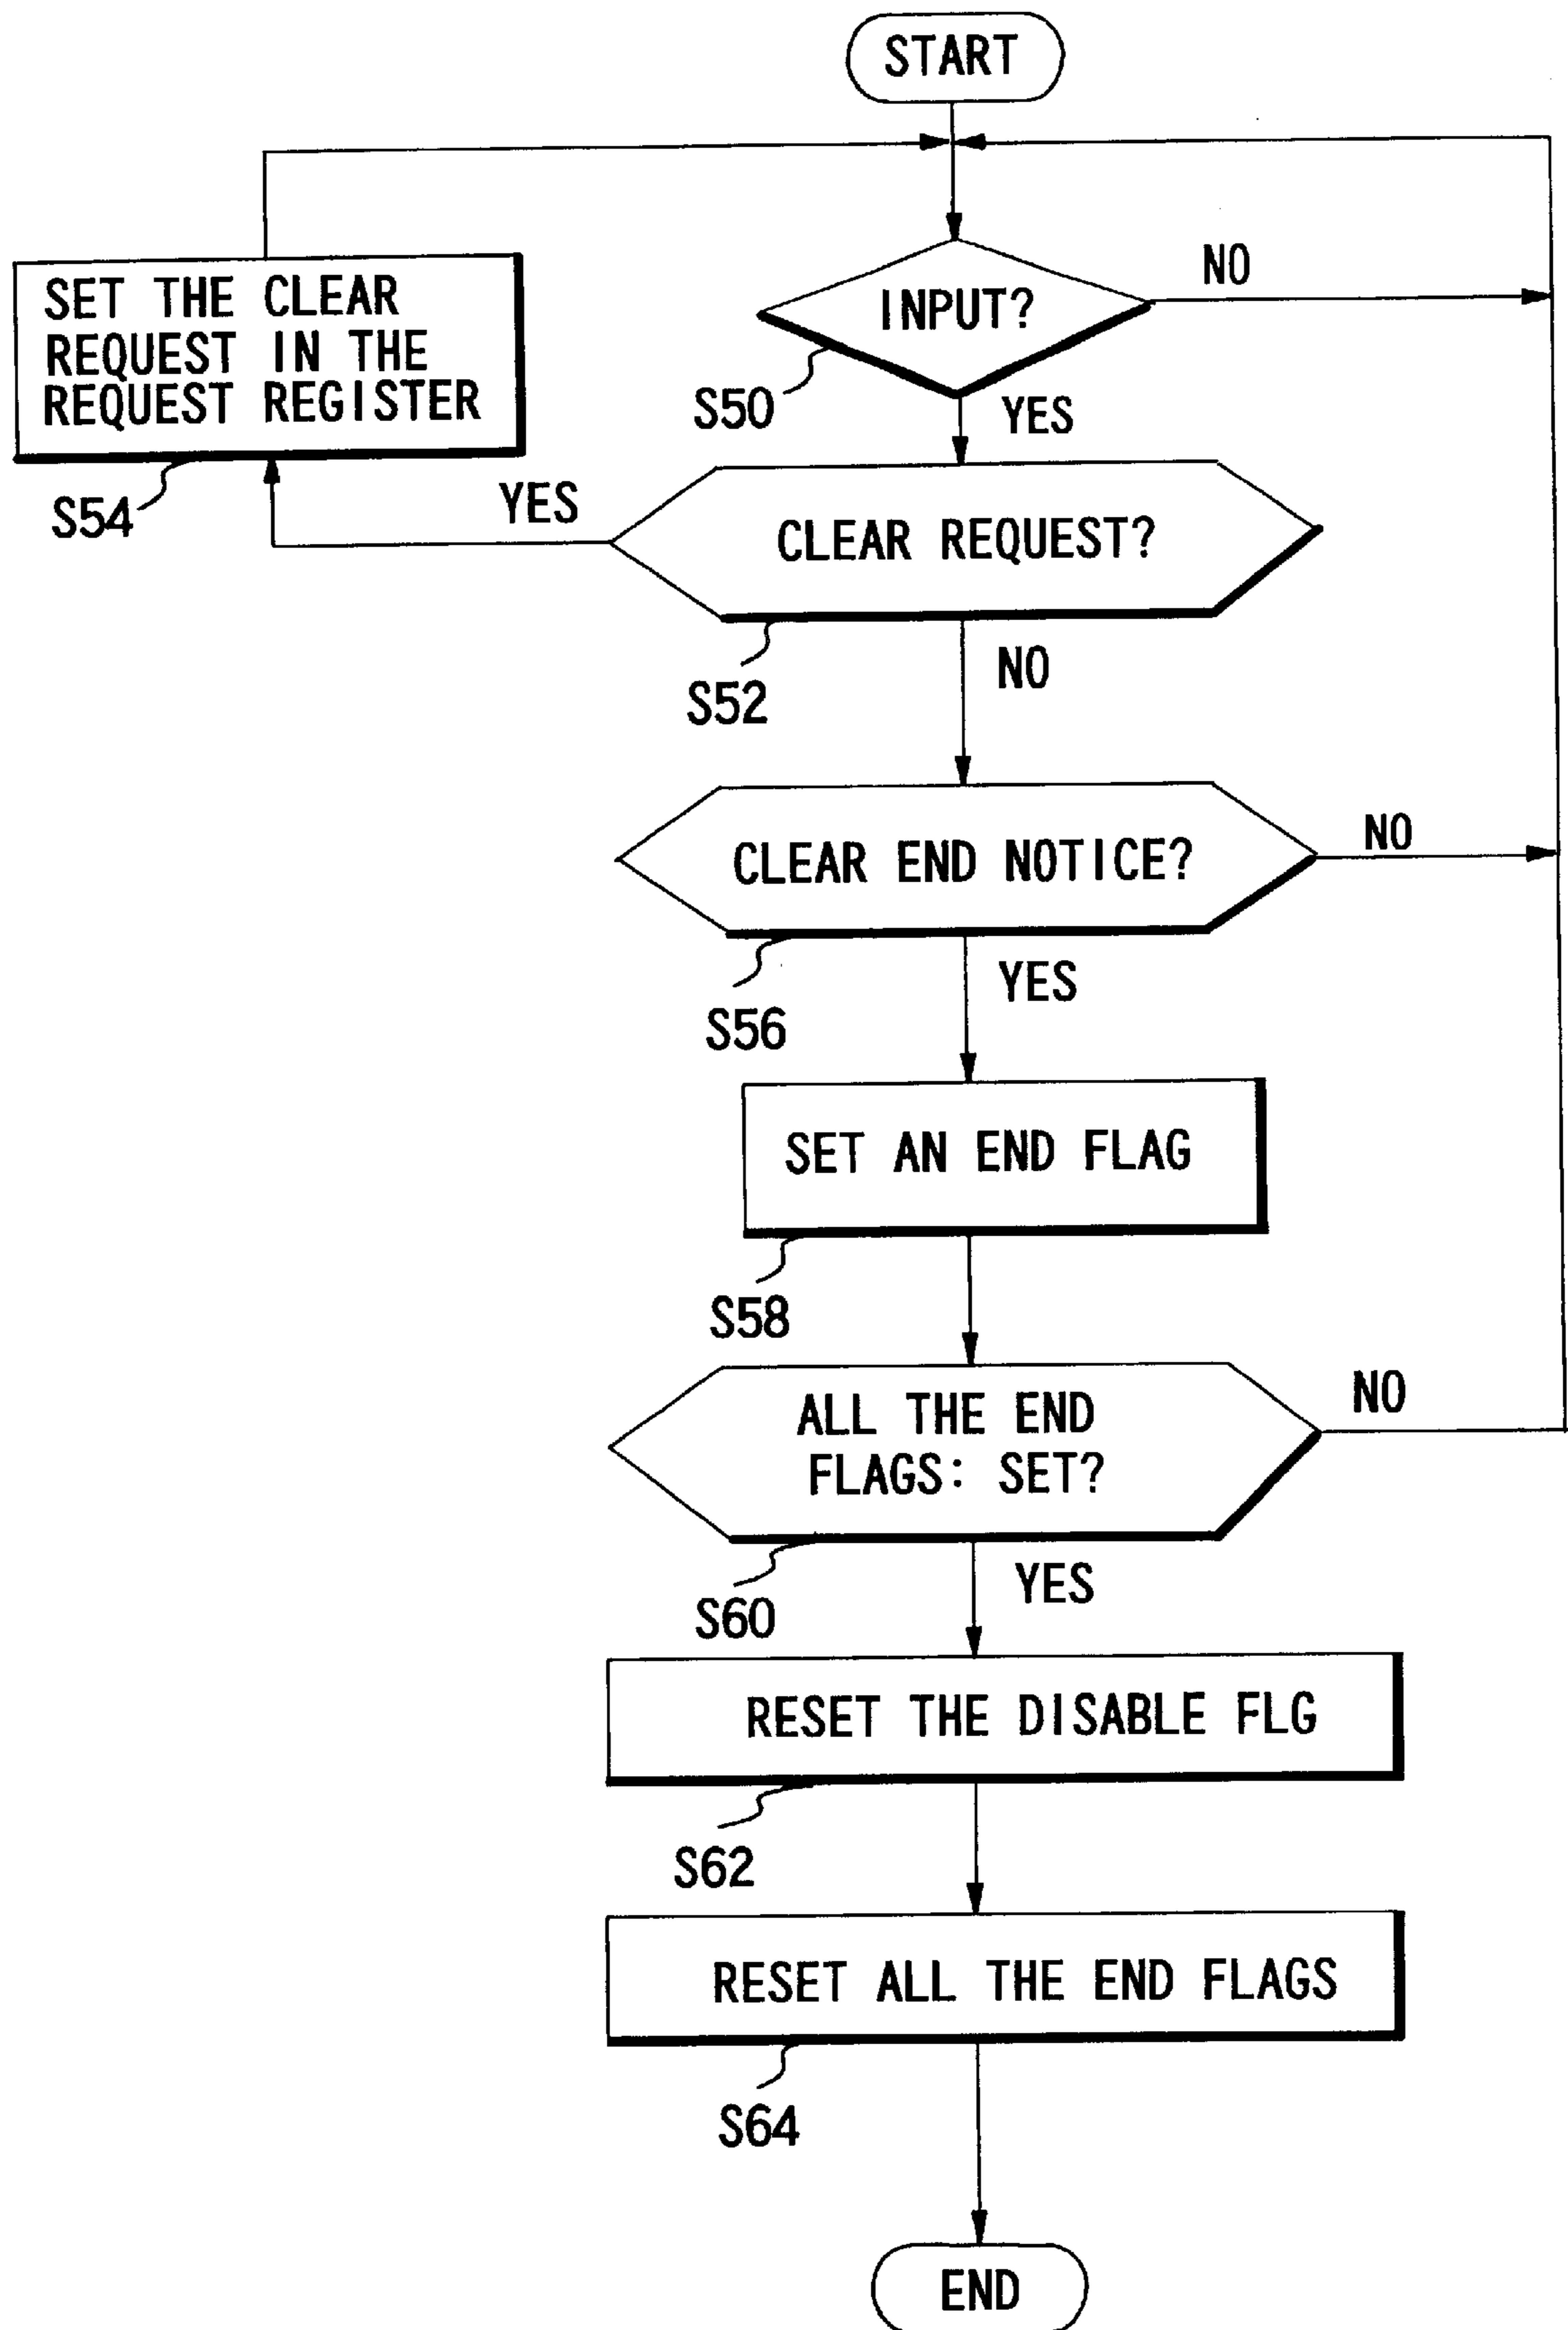 START
NO
INPUT?
SET THE CLEAR
REQUEST IN THE
REQUEST REGISTER
S50
YES
S54
YES
CLEAR REQUEST?
S52
NO
CLEAR END NOTICE?
NO
S56
YES
SET AN END FLAG
S58
ALL THE END
FLAGS: SET?
NO
S60
YES
RESET THE DISABLE FLG
S62
RESET ALL THE END FLAGS
S64
END